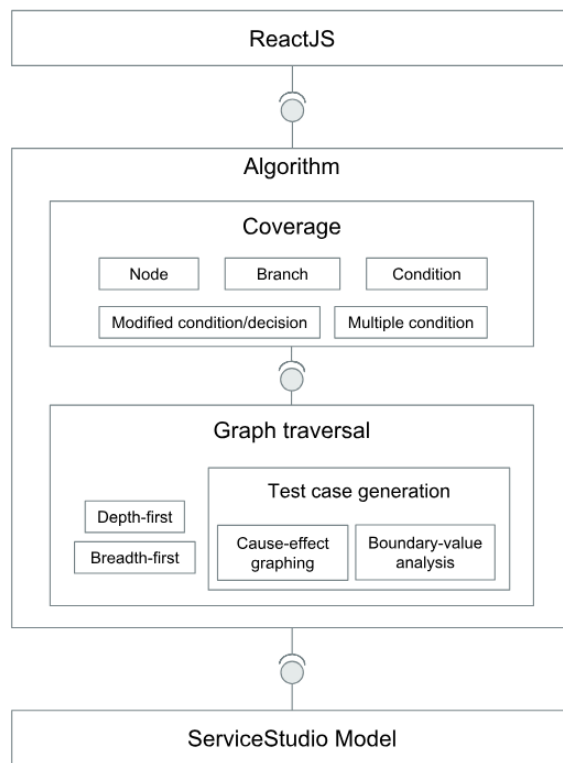 ReactJS
Algorithm
Coverage
Node
Branch
Condition
Modified condition/decision
Multiple condition
Graph traversal
Depth-first
Breadth-first
Test case generation
Cause-effect
graphing
Boundary-value
analysis
ServiceStudio Model